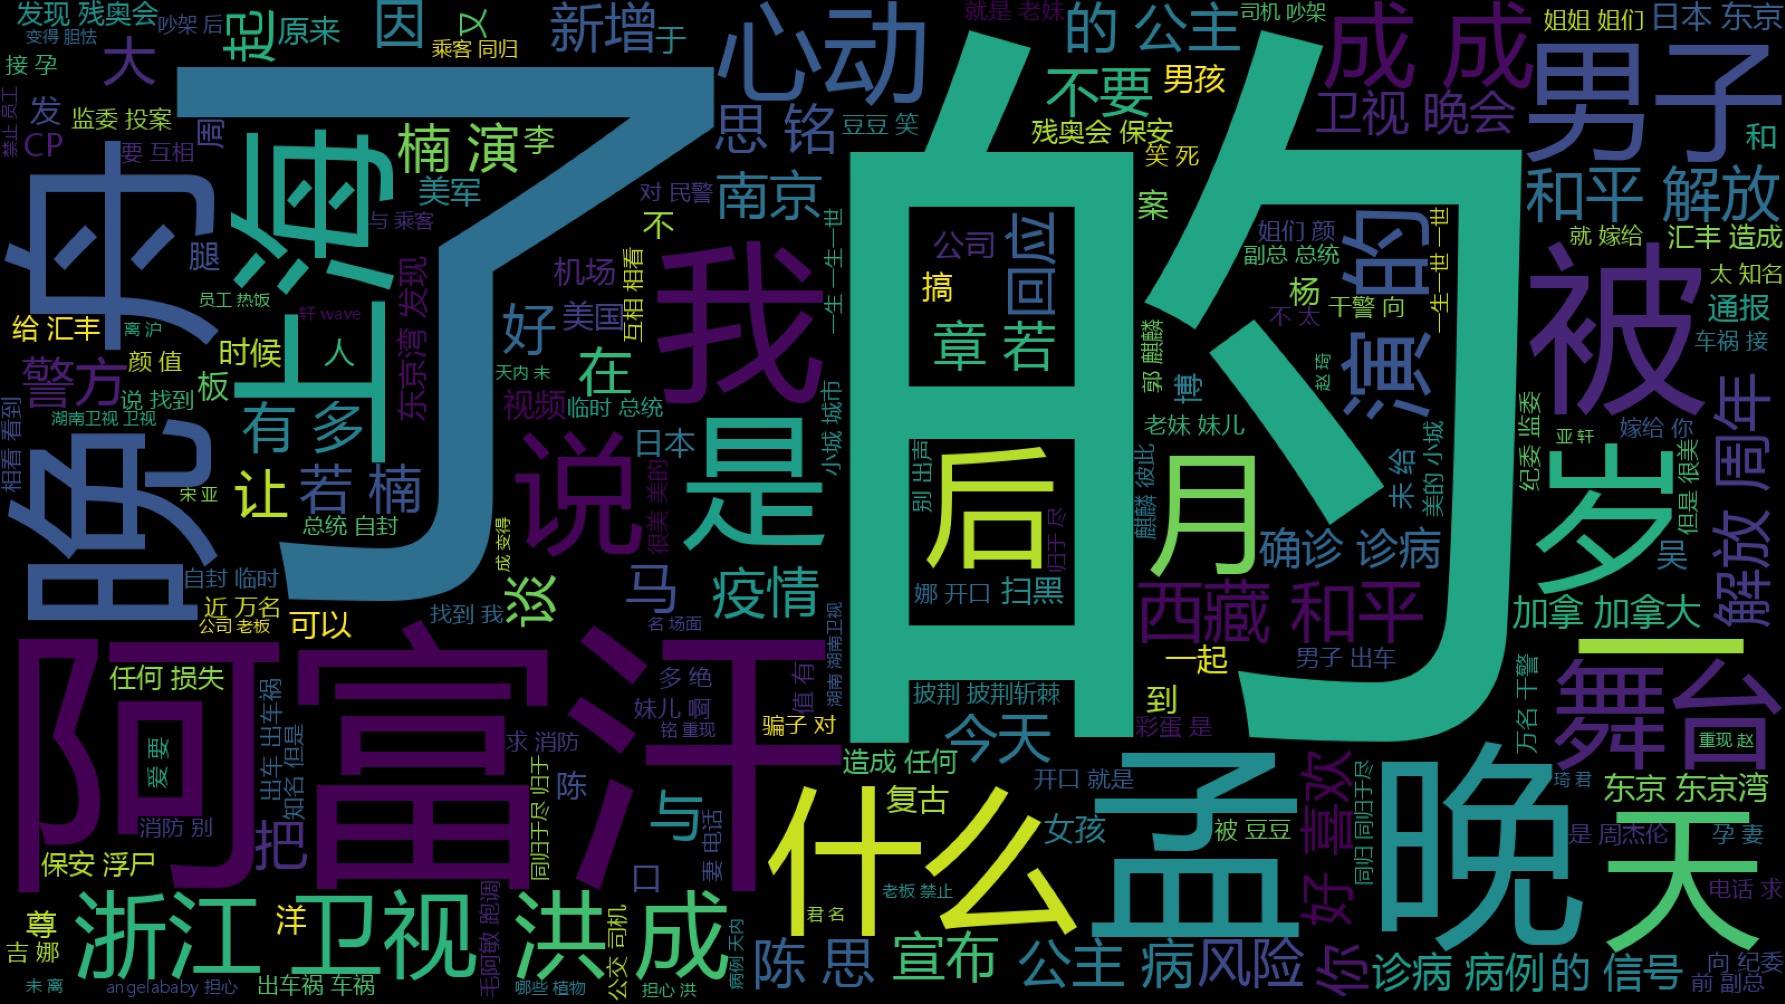 发现 残奥会
吵架 后
变得 胆怯
起
原来
因
又
乘客 同归
新增
于
心动
就是 老妹
的 公主
司机 吵架
成 成
姐姐 姐们
日本 东京
接 孕
大
禁止 员工
发
CP
监委 投案
要 互相
周
楠 演
李
美军
与 乘客
思 铭
豆豆 笑
不要
男孩
残奥会 保安
笑 死
卫视 晚会
男子
和
和平 解放
了
的
丹
海
上
腿
员工 热饭
轩 wave
东京湾 发现
对 民警
不
南京
机场
美国
互相 相看
一生 一生一世
我
公司
回应
搞
章 若
案
姐们 颜
副总 总统
杨
干警 向
不 太
的
一生一世
就 嫁给
汇丰 造成
太 知名
通报
车祸 接
被
给 汇丰
离 沪
颜 值
时候
人
警方
板
说 找到
湖南卫视 卫视
有 多
好
在
天内 未
视频
临时 总统
小城 城市
郭 麒麟
博
赵 琦
演
老妹 妹儿
嫁给 你
亚 轩
纪委 监委
周年
相看 看到
晚
宋 亚
让
若 楠
总统 自封
成 变得
说
日本
很美 美的
是
别 出声
后
归于 尽
麒麟 彼此
月
未 给
美的 小城
岁
但是 很美
自封 临时
近 万名
公司 老板
可以
找到 我
谈
马
名 场面
疫情
湖南 湖南卫视
娜 开口
扫黑
确诊 诊病
吴
西藏 和平
加拿 加拿大
解放
阿富汗
任何 损失
爱 要
消防 别
出车 出车祸
知名 但是
多 绝
妹儿 啊
铭 重现
值 有
骗子 对
披荆 披荆斩棘
到
一起
男子 出车
彩蛋 是
万名 干警
一
舞台
重现 赵
求 消防
同归于尽 归于
陈
与
妻 电话
造成 任何
今天
复古
开口 就是
女孩
被 豆豆
好 喜欢
同归 同归于尽
琦 君
东京 东京湾
是 周杰伦
孕 妻
保安 浮尸
把
口
什么
老板 禁止
君 名
孟
晚
天
电话 求
尊
吉 娜
未 离
浙江 卫视
洋
angelababy 担心
出车祸 车祸
毛阿敏 跑调
洪
成
哪些 植物
公交 司机
担心 洪
病例 天内
陈 思
宣布
公主 病
风险
你
诊病 病例
的 信号
向 纪委
前 副总